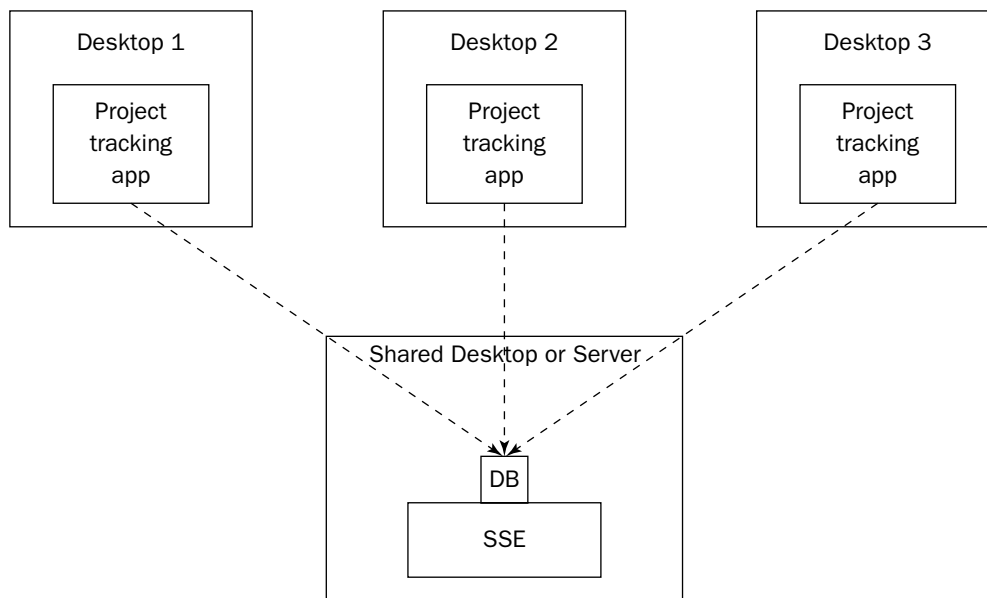 Desktop 1
Desktop 2
Desktop 3
Project
tracking
app
Project
tracking
app
Project
tracking
app
Shared Desktop or Server
DB
SSE